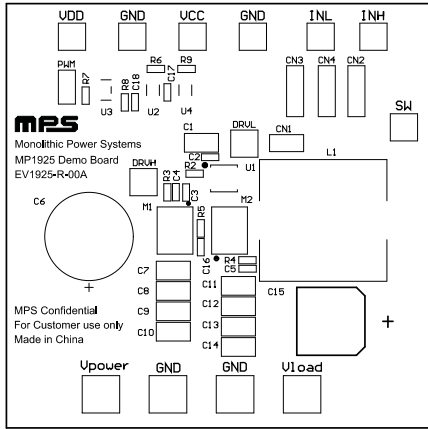 VDD GND VCC GND INL INH
PWM R7 R8 C18 R6 C17 R9 CN3 CN4 CN2
U3 U2 U4
SW
mps
Monolithic Power Systems
MP1925 Demo Board
EV1925-R-00A
C1 DRVL CN1
C2 U1 L1
DRVH R2
R3 C4 C3
C6 M1 R5 M2
C16 R4
C5
C7 C11 C15
C8 C12
C9 C13
C10 C14
+ +
MPS Confidential
For Customer use only
Made in China
Vpower GND GND Vload